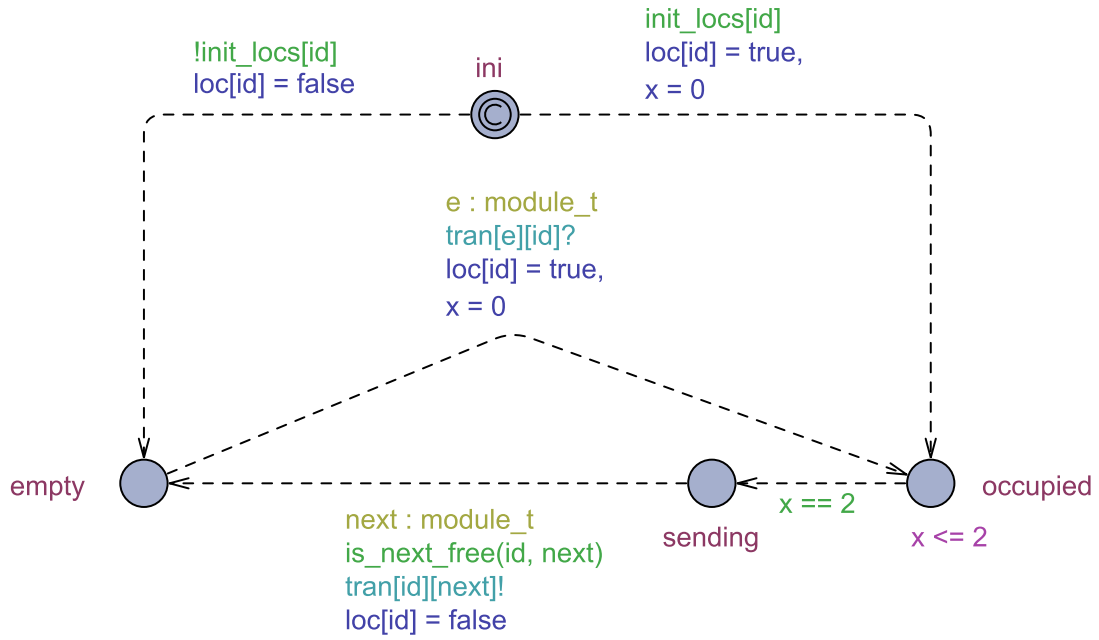 !init_locs[id]
loc[id] = false
ini
init_locs[id]
loc[id] = true,
x = 0
e : module_t
tran[e][id]?
loc[id] = true,
x = 0
empty
sending
x == 2
occupied
x <= 2
next : module_t
is_next_free(id, next)
tran[id][next]!
loc[id] = false